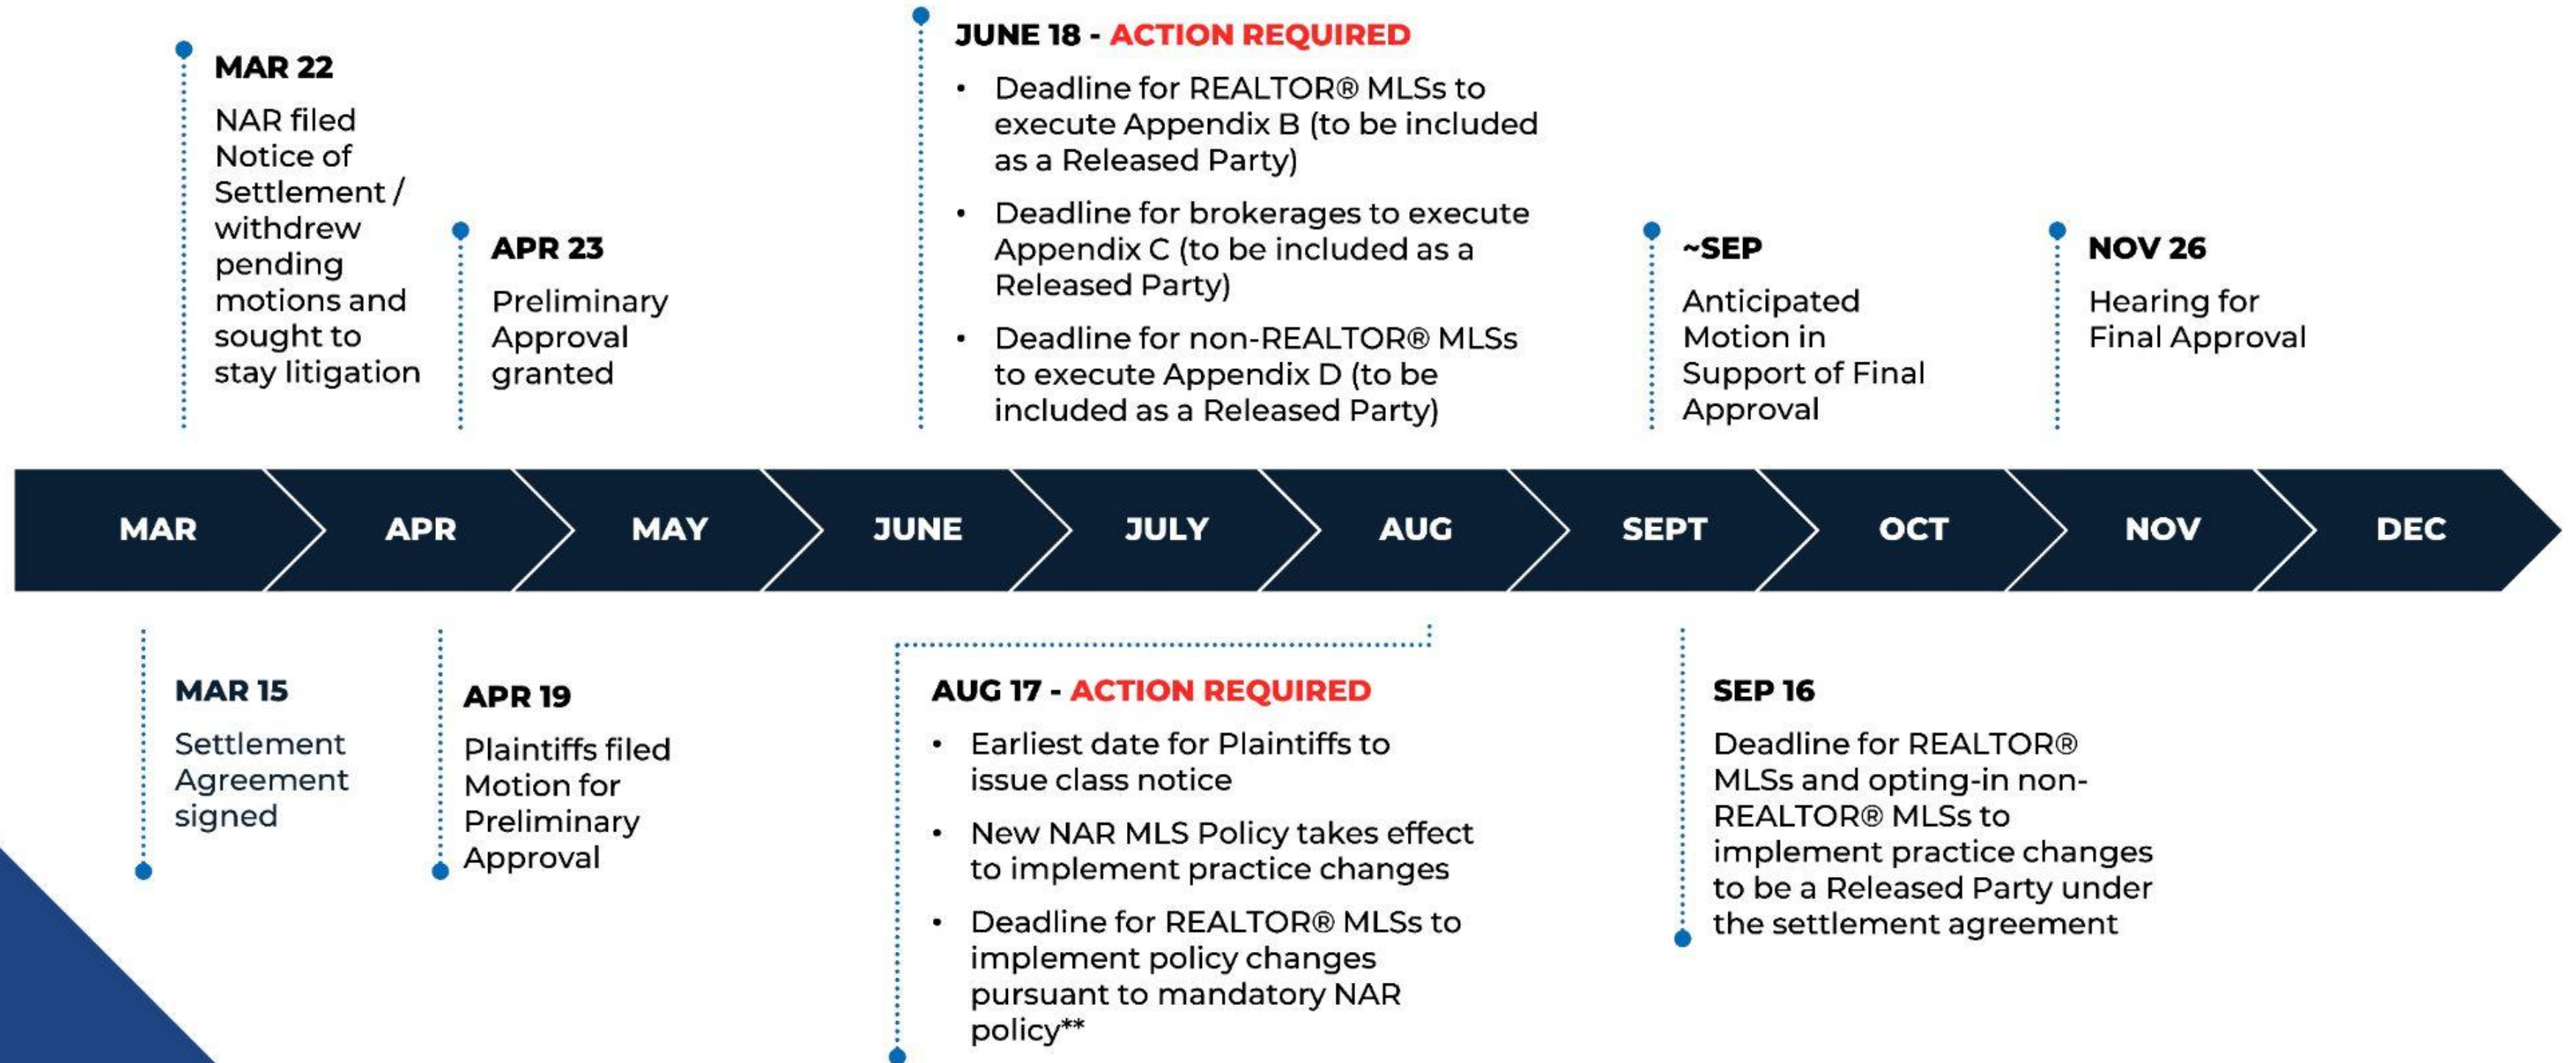 MAR 22
NAR filed
Notice of
Settlement /
withdrew
pending
motions and
sought to
stay litigation
APR 23
Preliminary
Approval
granted
JUNE 18 - ACTION REQUIRED
• Deadline for REALTOR® MLSs to
execute Appendix B (to be included
as a Released Party)
• Deadline for brokerages to execute
Appendix C (to be included as a
Released Party)
• Deadline for non-REALTOR® MLSs
to execute Appendix D (to be
included as a Released Party)
~SEP
Anticipated
Motion in
Support of Final
Approval
NOV 26
Hearing for
Final Approval
MAR APR MAY JUNE JULY AUG SEPT OCT NOV DEC
MAR 15
Settlement
Agreement
signed
APR 19
Plaintiffs filed
Motion for
Preliminary
Approval
AUG 17 - ACTION REQUIRED
• Earliest date for Plaintiffs to
issue class notice
• New NAR MLS Policy takes effect
to implement practice changes
• Deadline for REALTOR® MLSs to
implement policy changes
pursuant to mandatory NAR
policy**
SEP 16
Deadline for REALTOR®
MLSs and opting-in non-
REALTOR® MLSs to
implement practice changes
to be a Released Party under
the settlement agreement